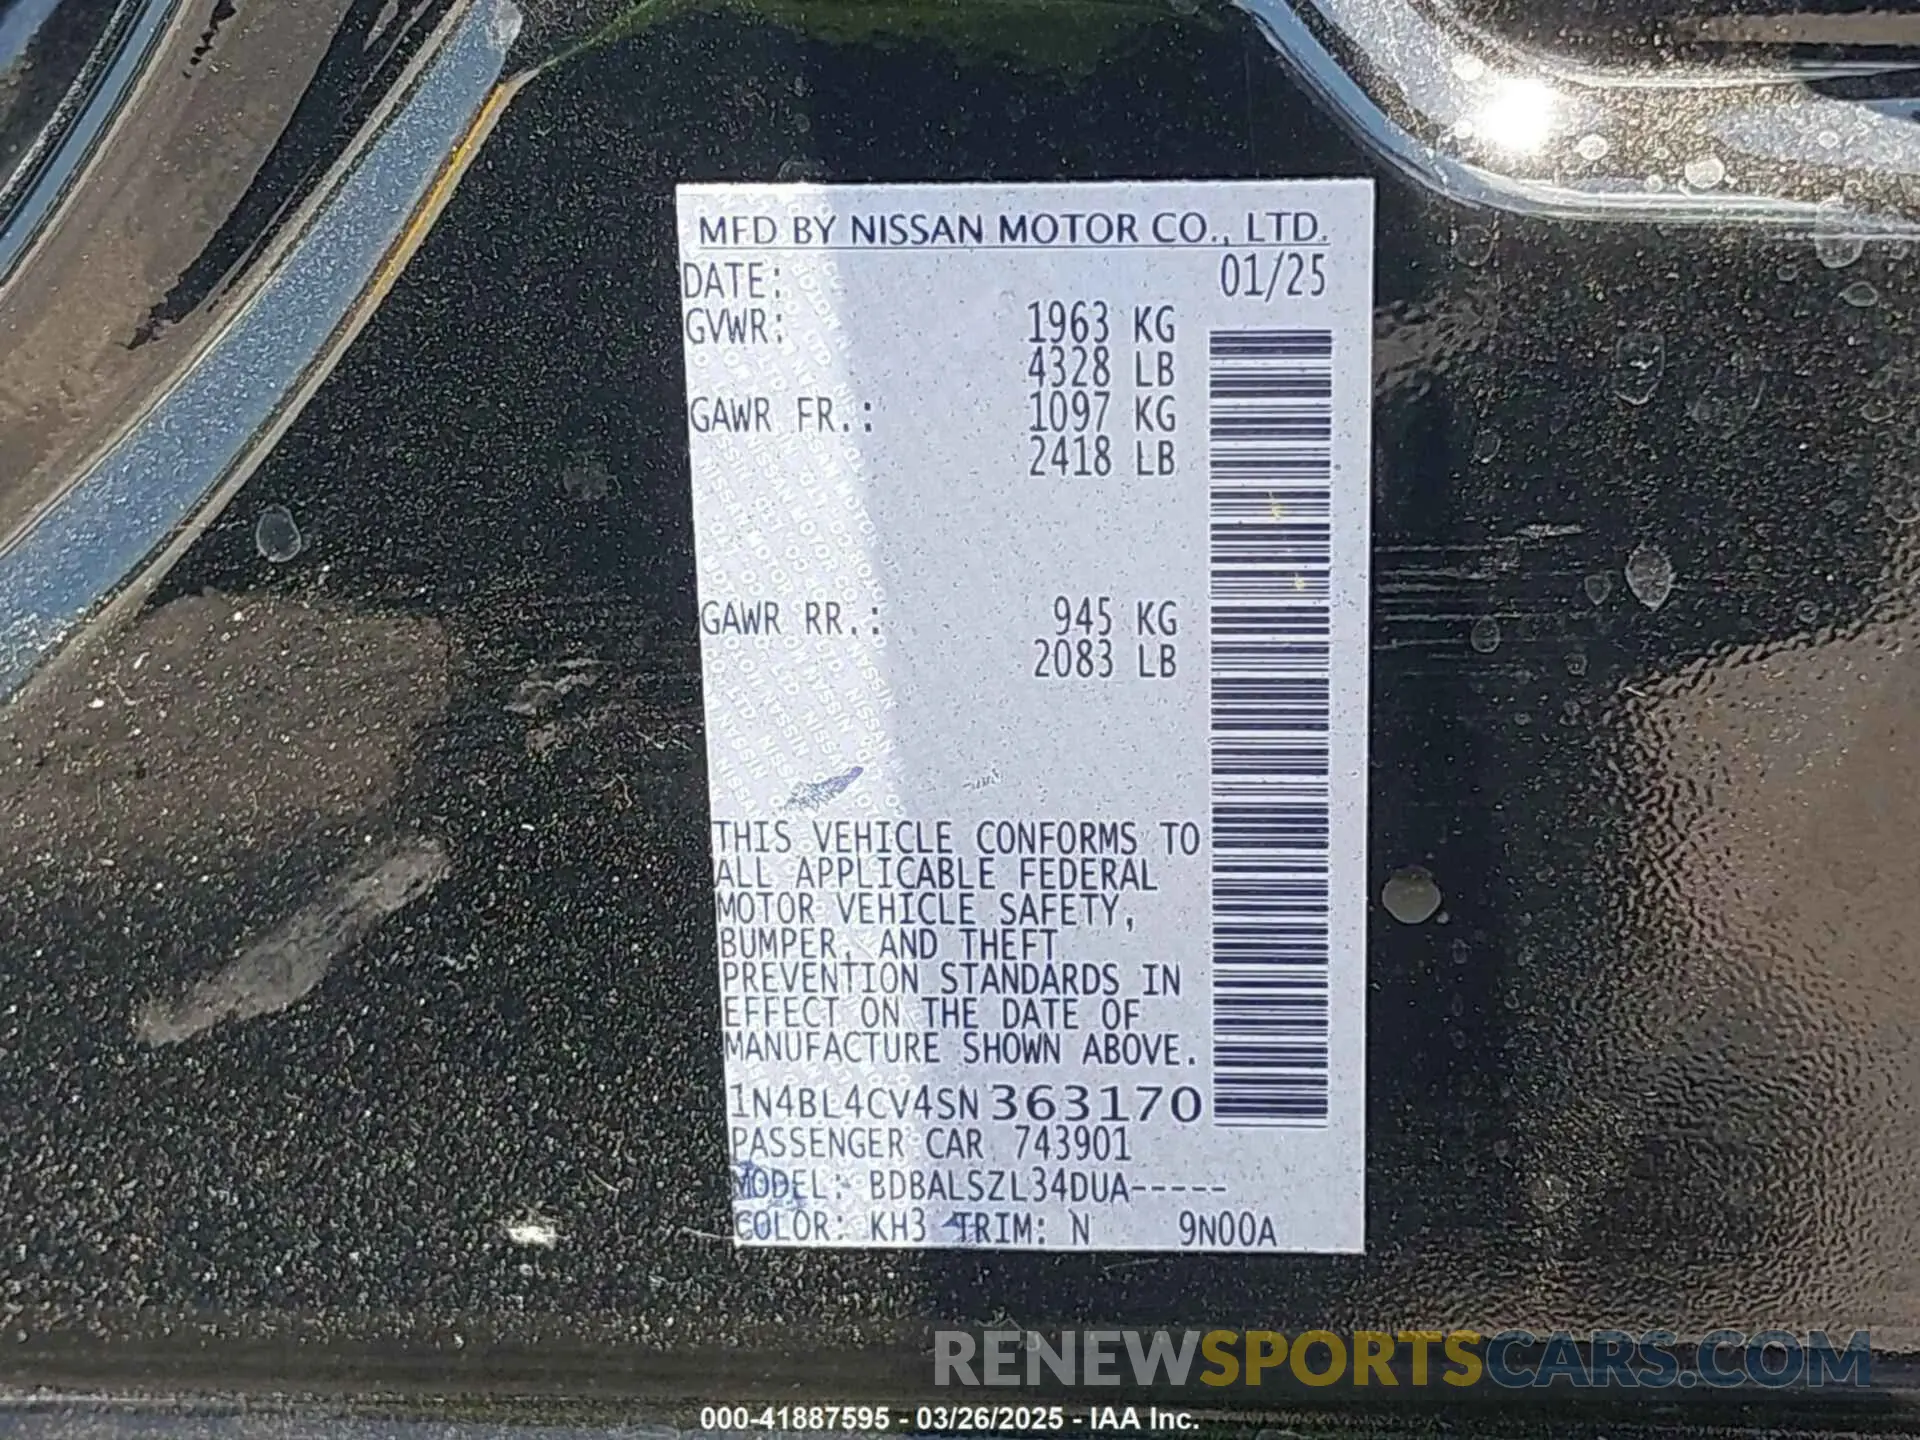 MFD BY NISSAN MOTOR CO., LTD.
DATE: 01/25
GVWR: 1963 KG
4328 LB
GAWR FR.: 1097 KG
2418 LB
GAWR RR.: 945 KG
2083 LB
THIS VEHICLE CONFORMS TO
ALL APPLICABLE FEDERAL
MOTOR VEHICLE SAFETY,
BUMPER, AND THEFT
PREVENTION STANDARDS IN
EFFECT ON THE DATE OF
MANUFACTURE SHOWN ABOVE.
1N4BL4CV4SN363170
PASSENGER CAR 743901
MODEL: BDBALSZL34DUA-----
COLOR: KH3 TRIM: N 9N00A
RENEWSPORTSCARS.COM
000-41887595 - 03/26/2025 - IAA Inc.